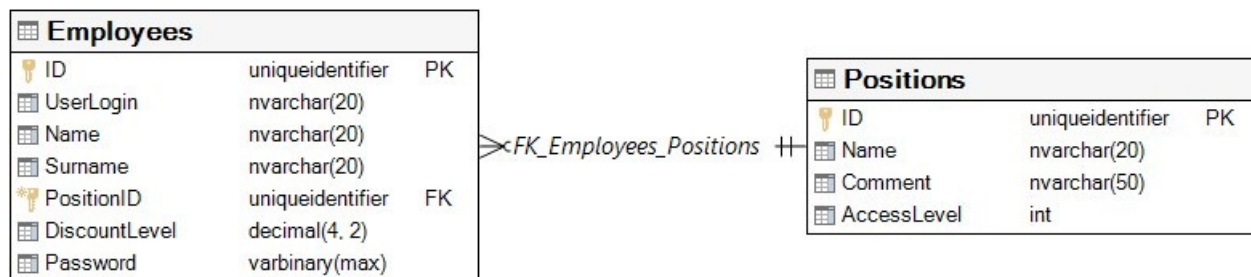 Employees
ID uniqueidentifier PK
UserLogin nvarchar(20)
Name nvarchar(20)
Surname nvarchar(20)
PositionID uniqueidentifier FK
DiscountLevel decimal(4, 2)
Password varbinary(max)
FK_Employees_Positions
Positions
ID uniqueidentifier PK
Name nvarchar(20)
Comment nvarchar(50)
AccessLevel int